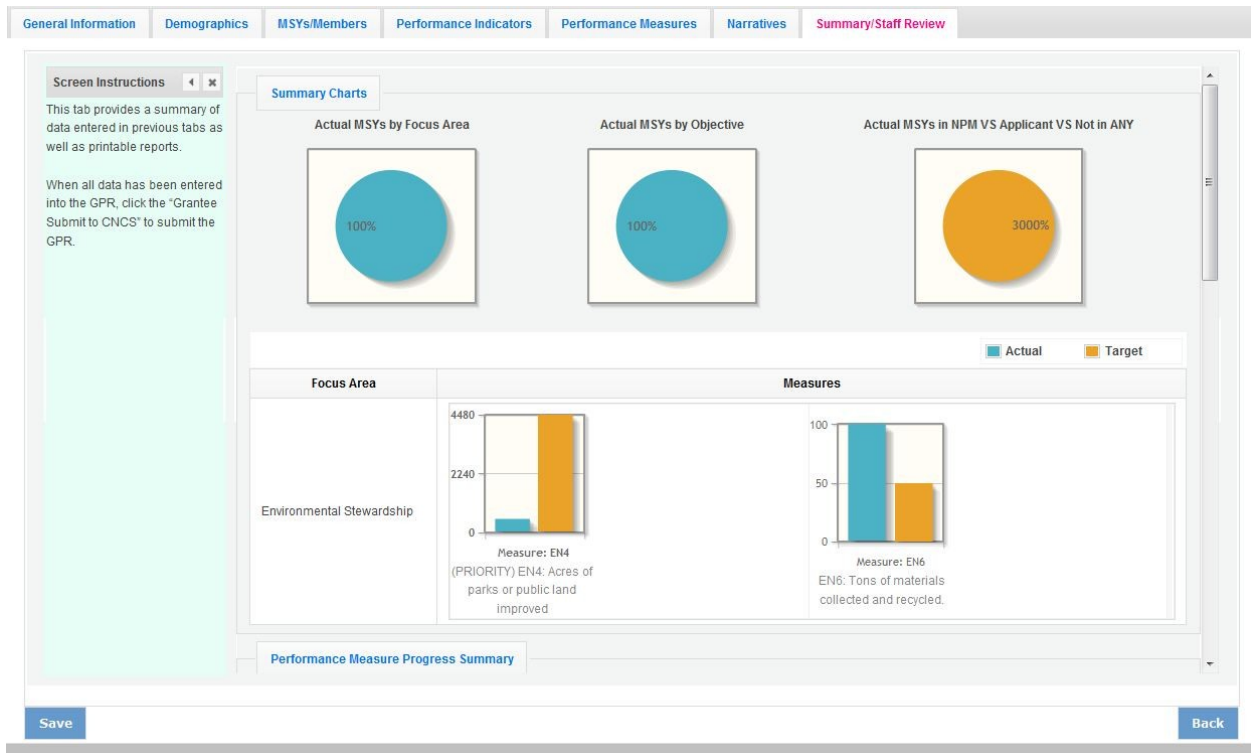 General Information
Demographics
MSYs/Members
Performance Indicators
Performance Measures
Narratives
Summary/Staff Review
Screen Instructions
This tab provides a summary of
data entered in previous tabs as
well as printable reports.
When all data has been entered
into the GPR, click the “Grantee
Submit to CNCS” to submit the
GPR.
Summary Charts
Actual MSYs by Focus Area
100%
Actual MSYs by Objective
100%
Actual MSYs in NPM VS Applicant VS Not in ANY
3000%
Actual
Target
Focus Area
Measures
Environmental Stewardship
4480
2240
0
Measure: EN4
(PRIORITY) EN4: Acres of
parks or public land
improved
100
50
0
Measure: EN6
EN6: Tons of materials
collected and recycled.
Performance Measure Progress Summary
Save
Back